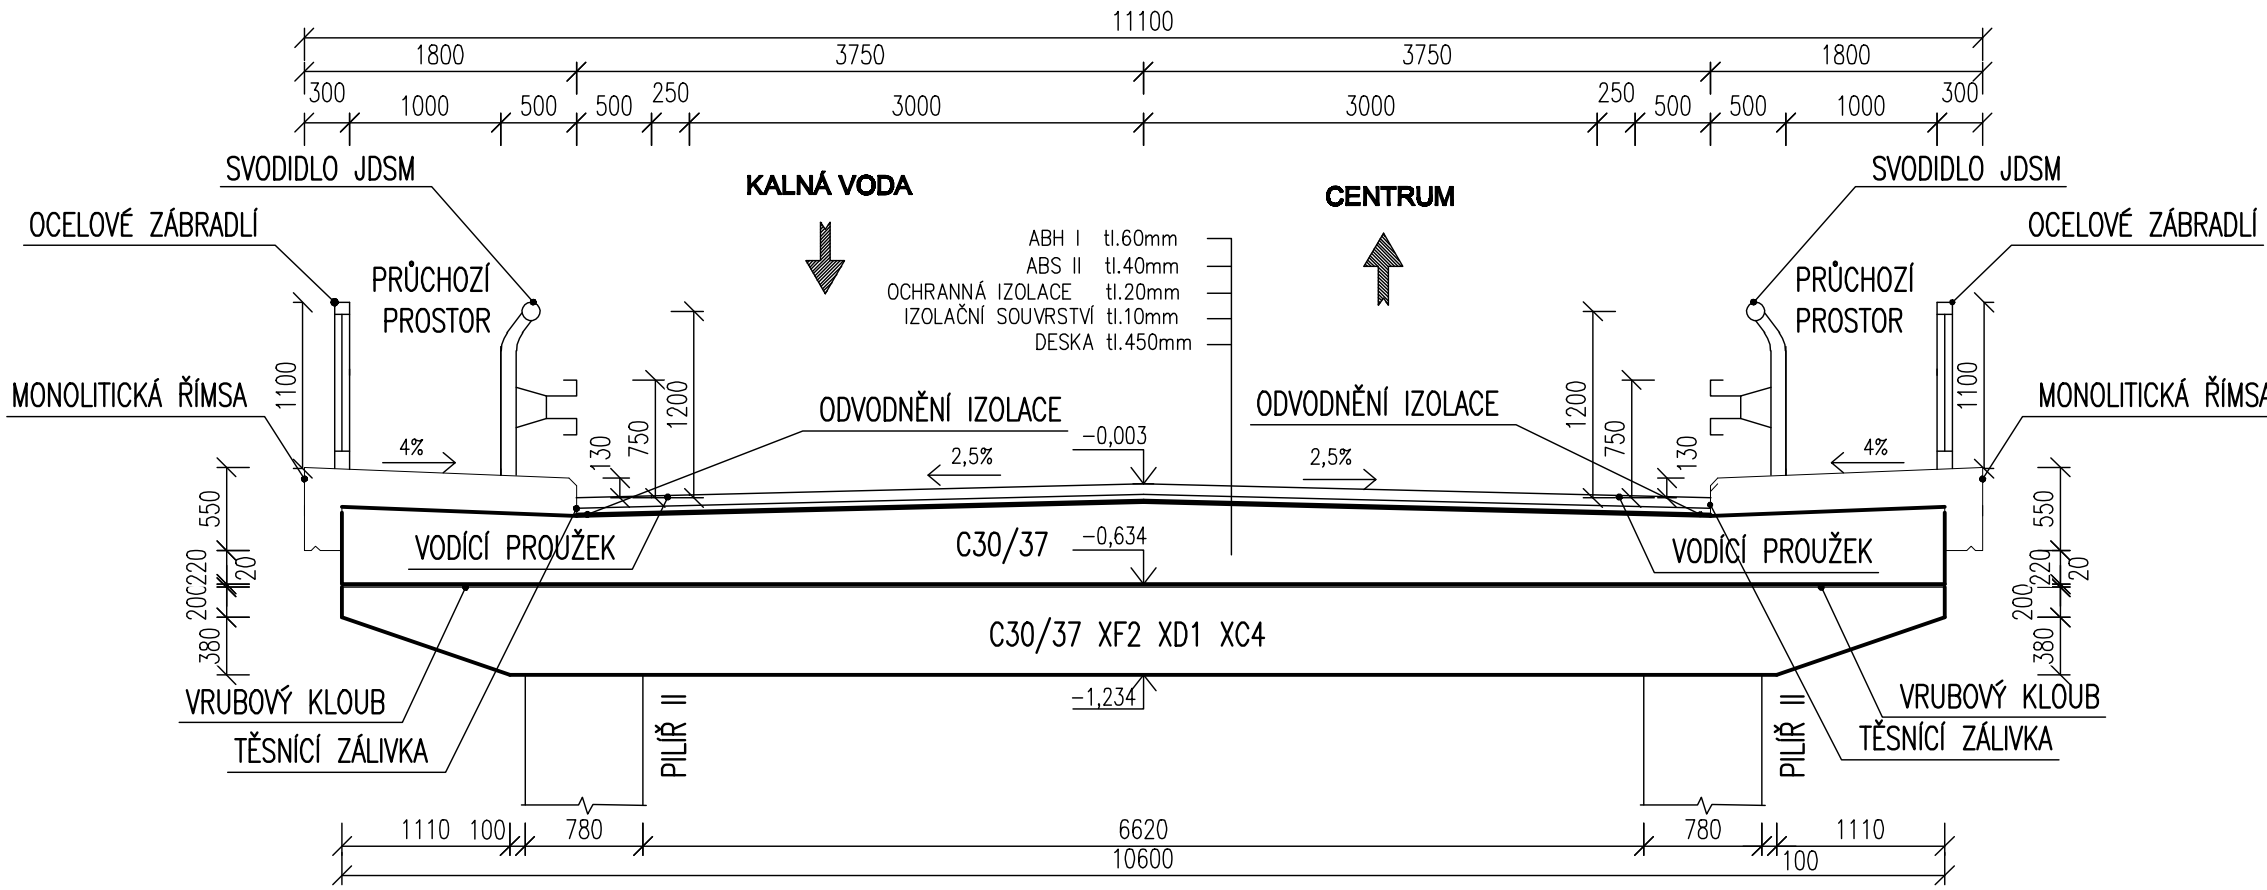 11100
1800 3750 3750 1800
300 1000 500 500 250 3000 3000 250 500 500 1000 300
SVODIDLO JDSM
KALNÁ VODA
CENTRUM
SVODIDLO JDSM
OCELOVÉ ZÁBRADLÍ
OCELOVÉ ZÁBRADLÍ
PRŮCHOZÍ
PROSTOR
PRŮCHOZÍ
PROSTOR
ABH I tl.60mm
ABS II tl.40mm
OCHRANNÁ IZOLACE tl.20mm
IZOLAČNÍ SOUVRSTVÍ tl.10mm
DESKA tl.450mm
MONOLITICKÁ ŘÍMSA
1100
4%
130
750
1200
ODVODNĚNÍ IZOLACE
ODVODNĚNÍ IZOLACE
1200
750
130
4%
1100
MONOLITICKÁ ŘÍMSA
-0,003
2,5%
2,5%
550
220
20
20C
380
VODÍCÍ PROUŽEK
C30/37
-0,634
VODÍCÍ PROUŽEK
550
220
20
200
380
C30/37 XF2 XD1 XC4
VRUBOVÝ KLOUB
TĚSNÍCÍ ZÁLIVKA
PILÍŘ II
-1,234
PILÍŘ II
VRUBOVÝ KLOUB
TĚSNÍCÍ ZÁLIVKA
1110 100 780 6620 780 100 1110
10600